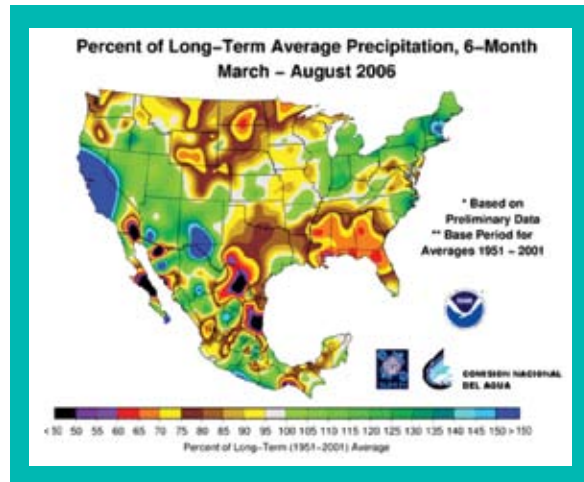 Percent of Long-Term Average Precipitation, 6-Month
March - August 2006
* Based on
Preliminary Data
** Base Period for
Averages 1951 - 2001
COMISION NACIONAL
DEL AGUA
< 50 50 55 60 65 70 75 80 85 90 95 100 105 110 115 120 125 130 135 140 145 150 > 150
Percent of Long-Term (1951-2001) Average